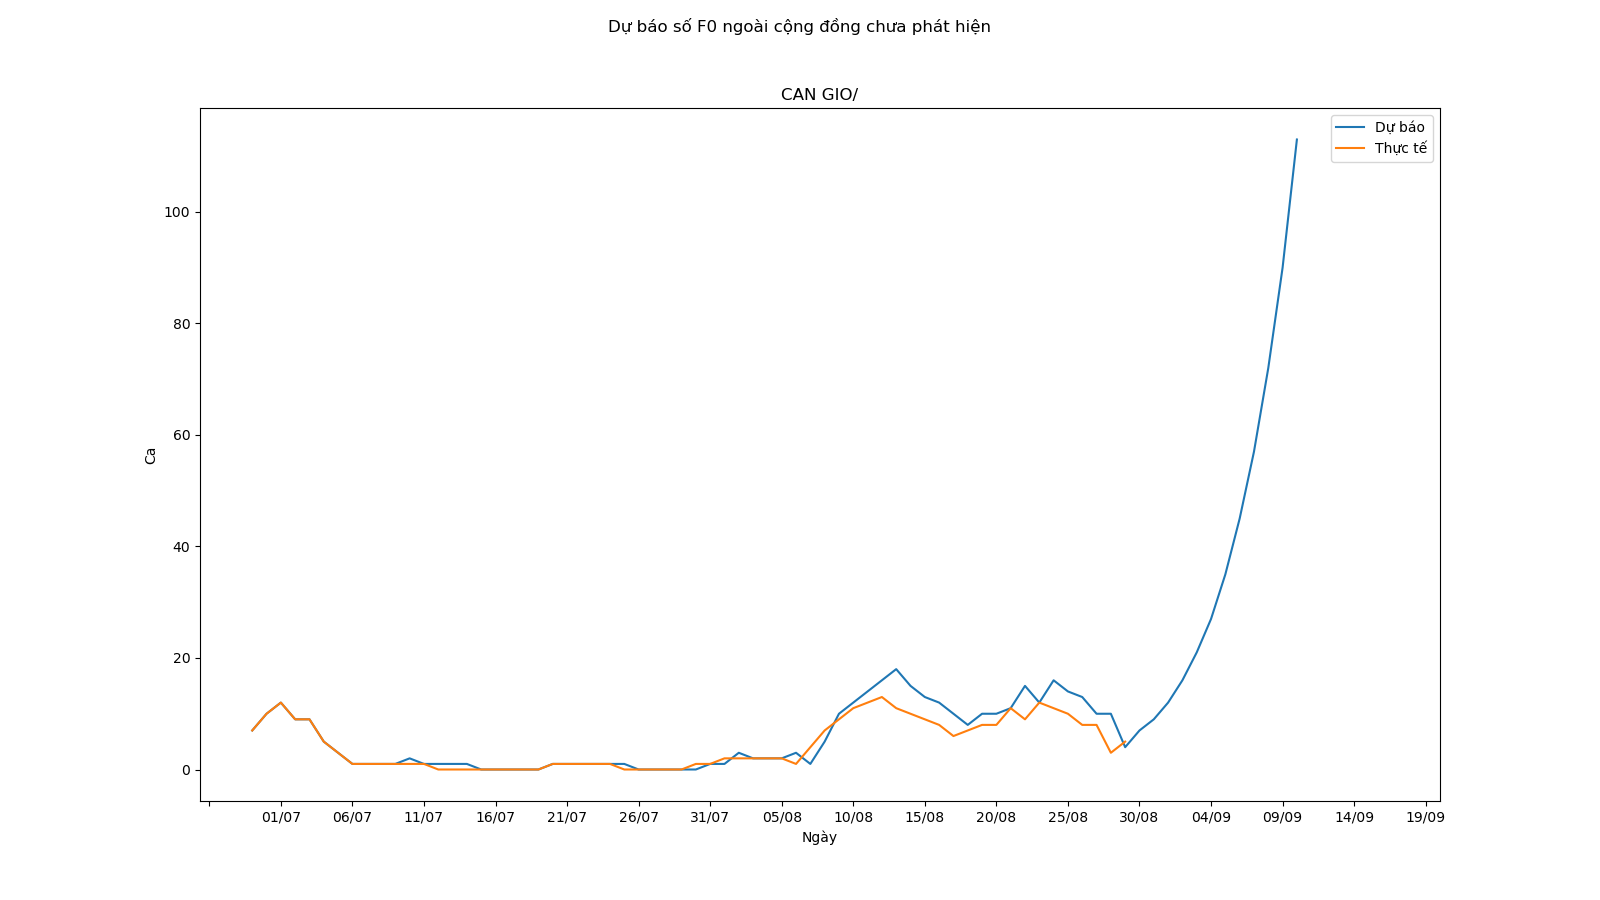 Dự báo số F0 ngoài cộng đồng chưa phát hiện
CAN GIO/
Dự báo
Thực tế
100
80
60
40
20
0
Ca
01/07 06/07 11/07 16/07 21/07 26/07 31/07 05/08 10/08 15/08 20/08 25/08 30/08 04/09 09/09 14/09 19/09
Ngày